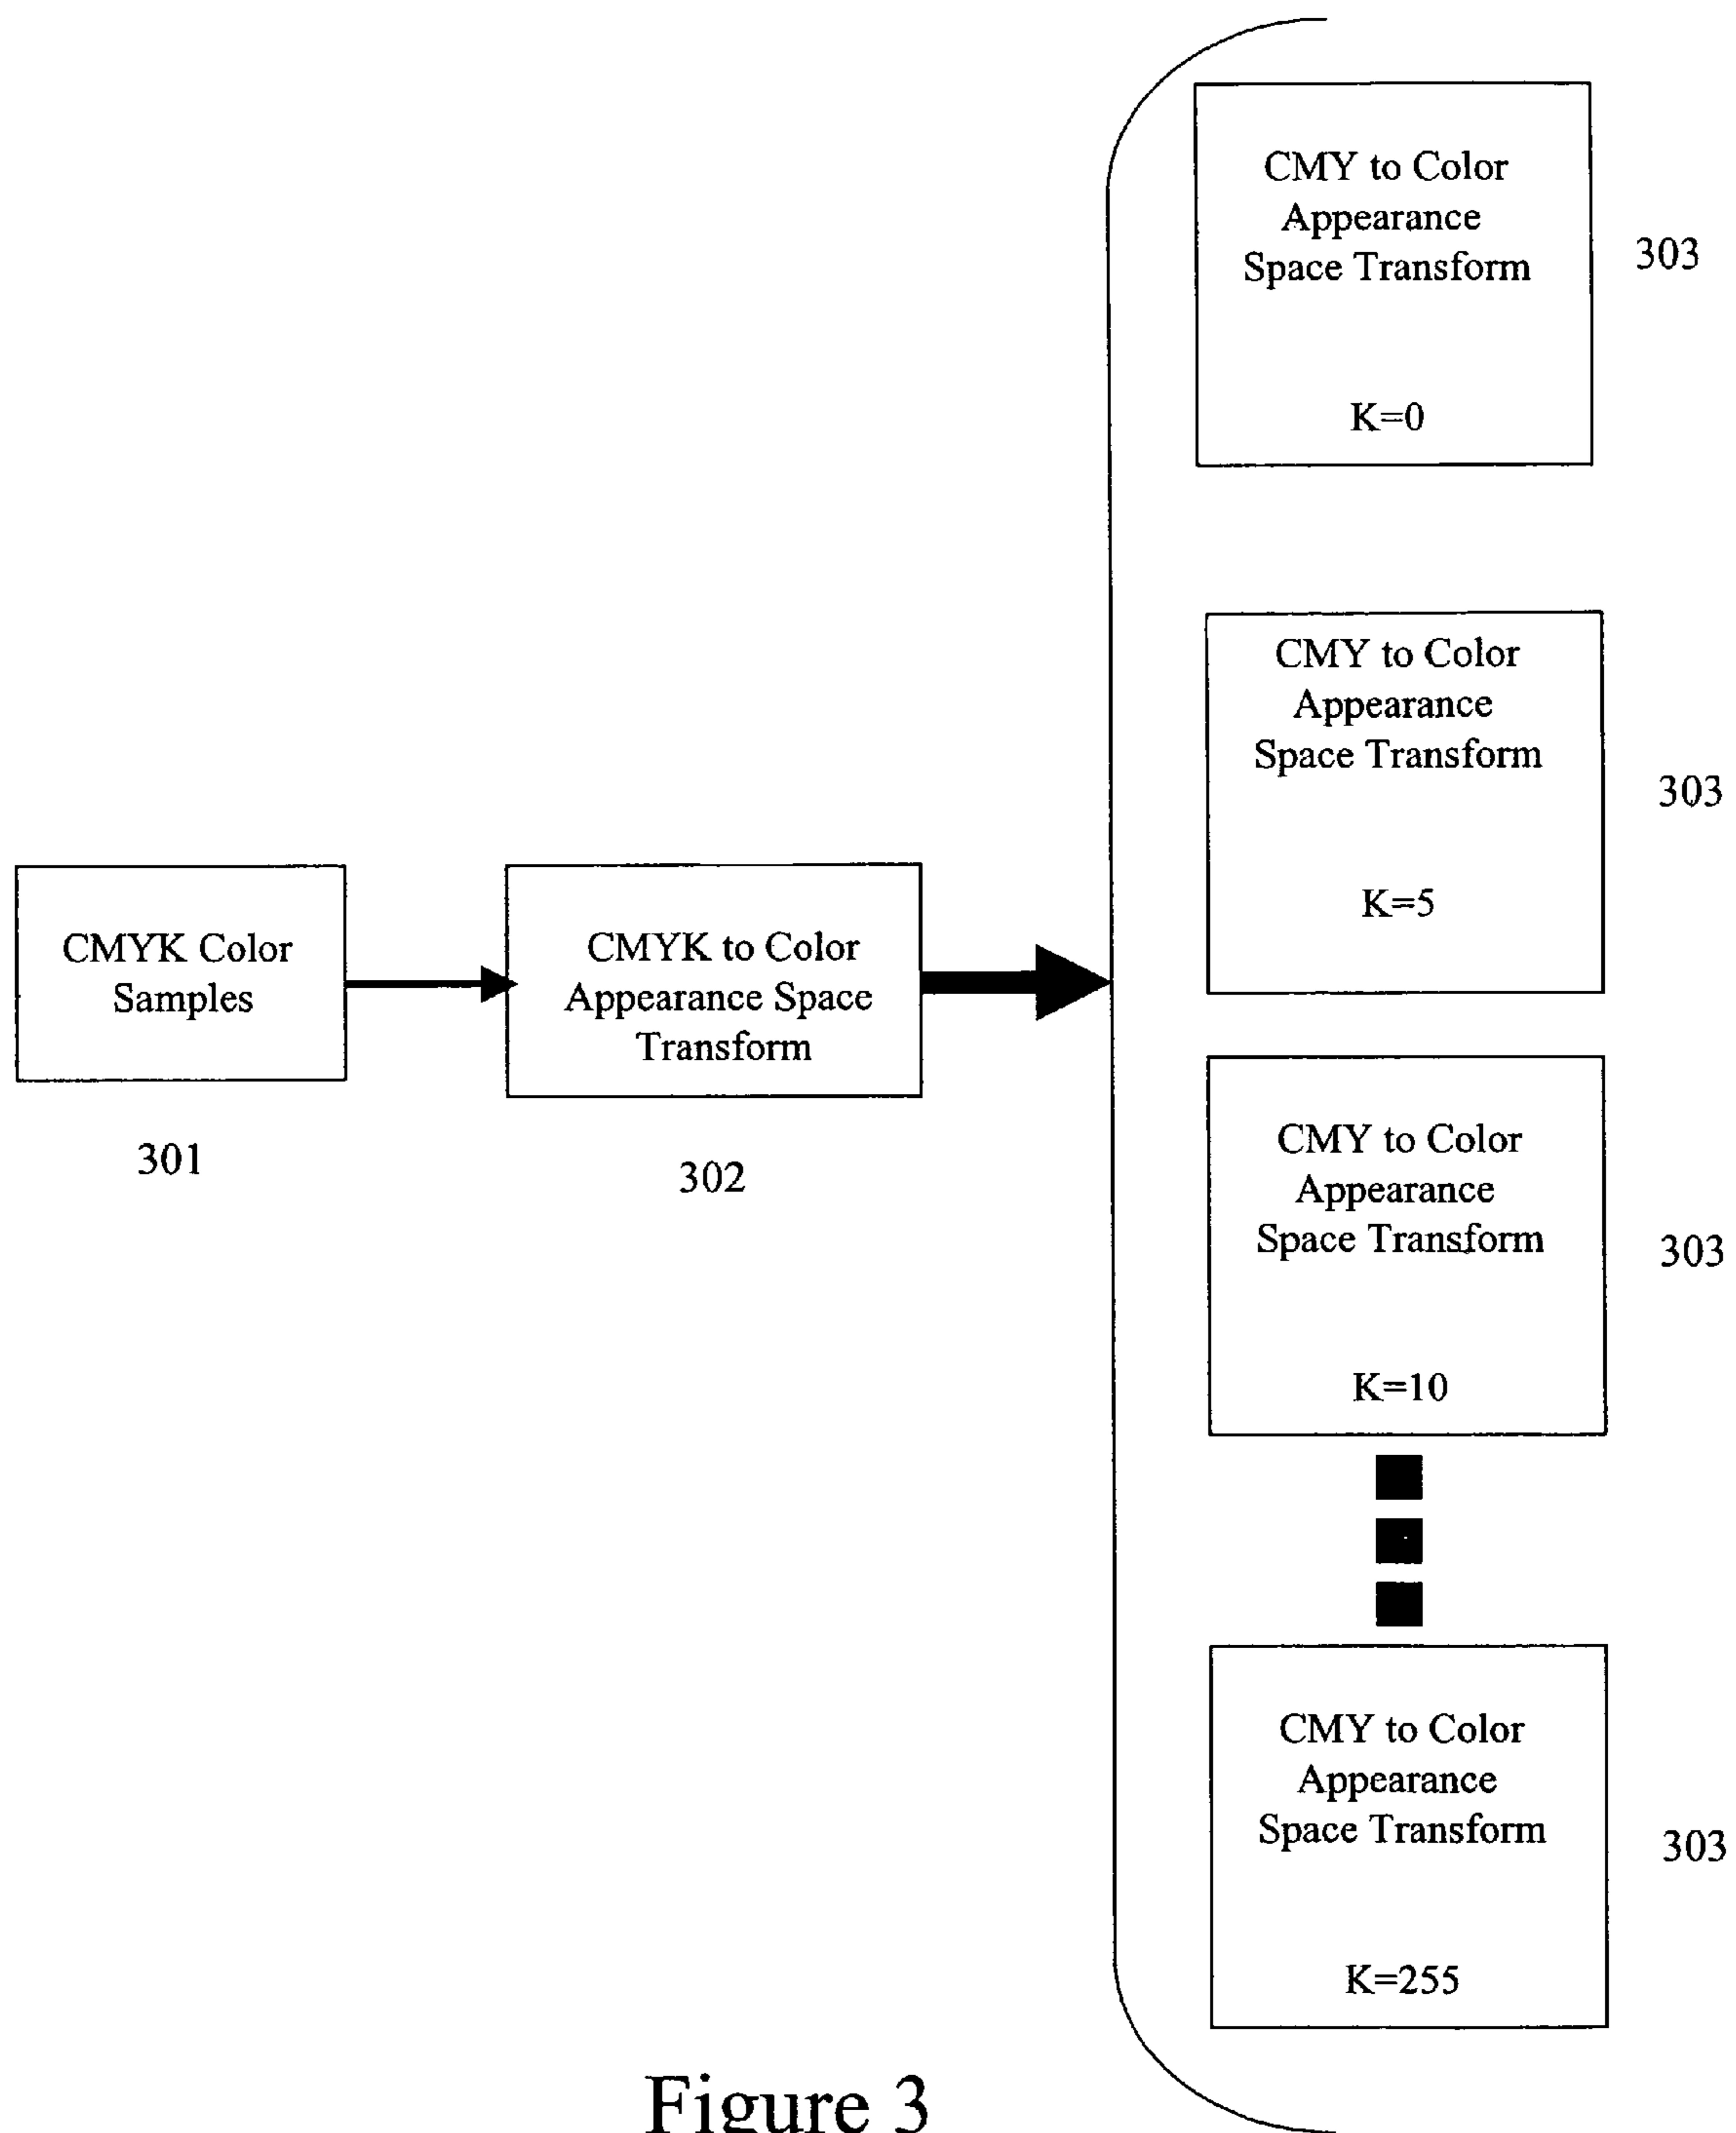 CMYK Color
Samples
301
CMYK to Color
Appearance Space
Transform
302
CMY to Color
Appearance
Space Transform
K=0
303
CMY to Color
Appearance
Space Transform
K=5
303
CMY to Color
Appearance
Space Transform
K=10
303
CMY to Color
Appearance
Space Transform
K=255
303
Figure 3